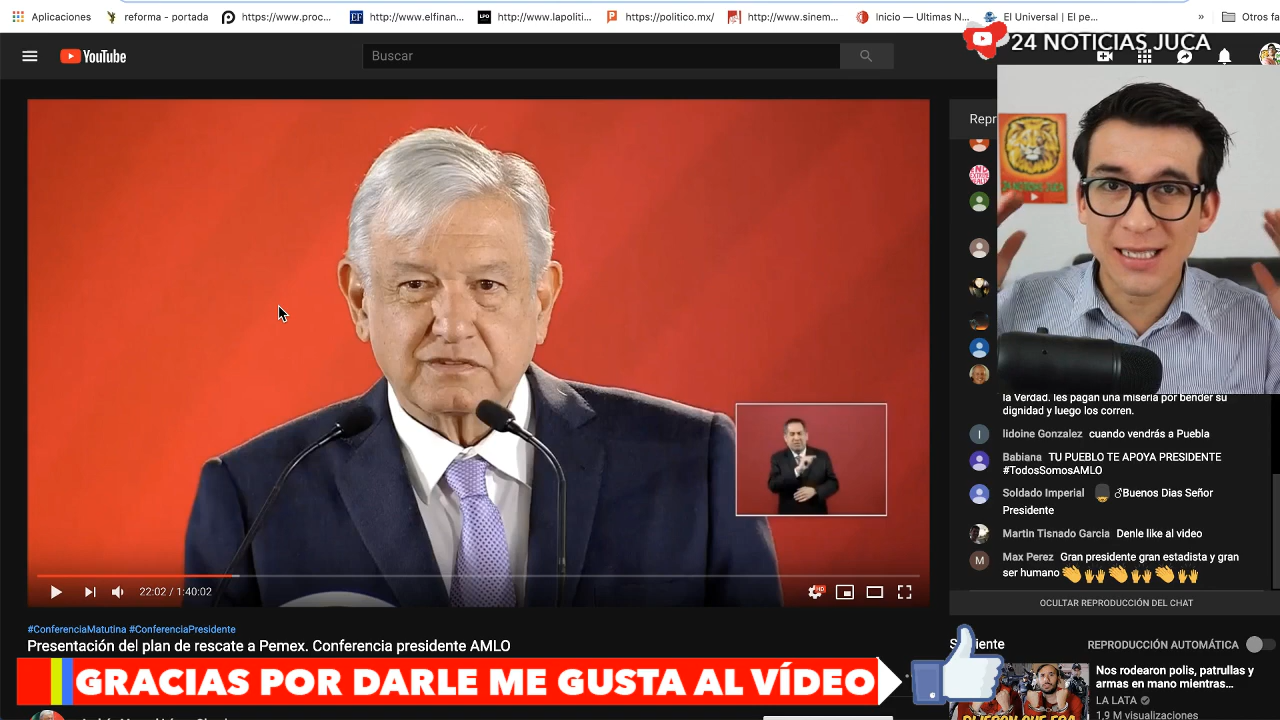 Aplicaciones
reforma - portada
https://www.proc...
http://www.elfinan...
http://www.lapoliti...
https://politico.mx/
http://www.sinem...
Inicio — Ultimas N...
El Universal | El pe...
»
Otros fa
24 NOTICIAS JUCA
YouTube
Buscar
Repr
la Verdad. les pagan una miseria por bender su
dignidad y luego los corren.
lidoine Gonzalez cuando vendrás a Puebla
Babiana TU PUEBLO TE APOYA PRESIDENTE
#TodosSomosAMLO
Soldado Imperial ♂Buenos Dias Señor
Presidente
Martin Tisnado Garcia Denle like al video
Max Perez Gran presidente gran estadista y gran
ser humano
22:02 / 1:40:02
HD
OCULTAR REPRODUCCIÓN DEL CHAT
#ConferenciaMatutina #ConferenciaPresidente
Presentación del plan de rescate a Pemex. Conferencia presidente AMLO
REPRODUCCIÓN AUTOMÁTICA
GRACIAS POR DARLE ME GUSTA AL VÍDEO
Nos rodearon polis, patrullas y
armas en mano mientras...
LA LATA
1,9 M visualizaciones